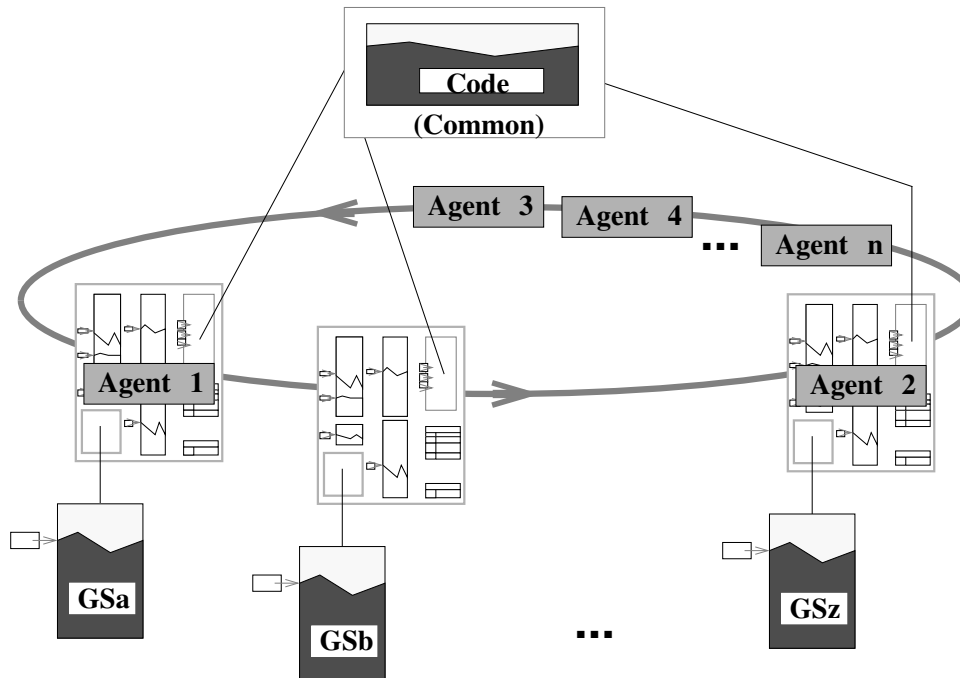 Code
(Common)
Agent 3
Agent 4
...
Agent n
Agent 1
Agent 2
GSa
GSb
...
GSz